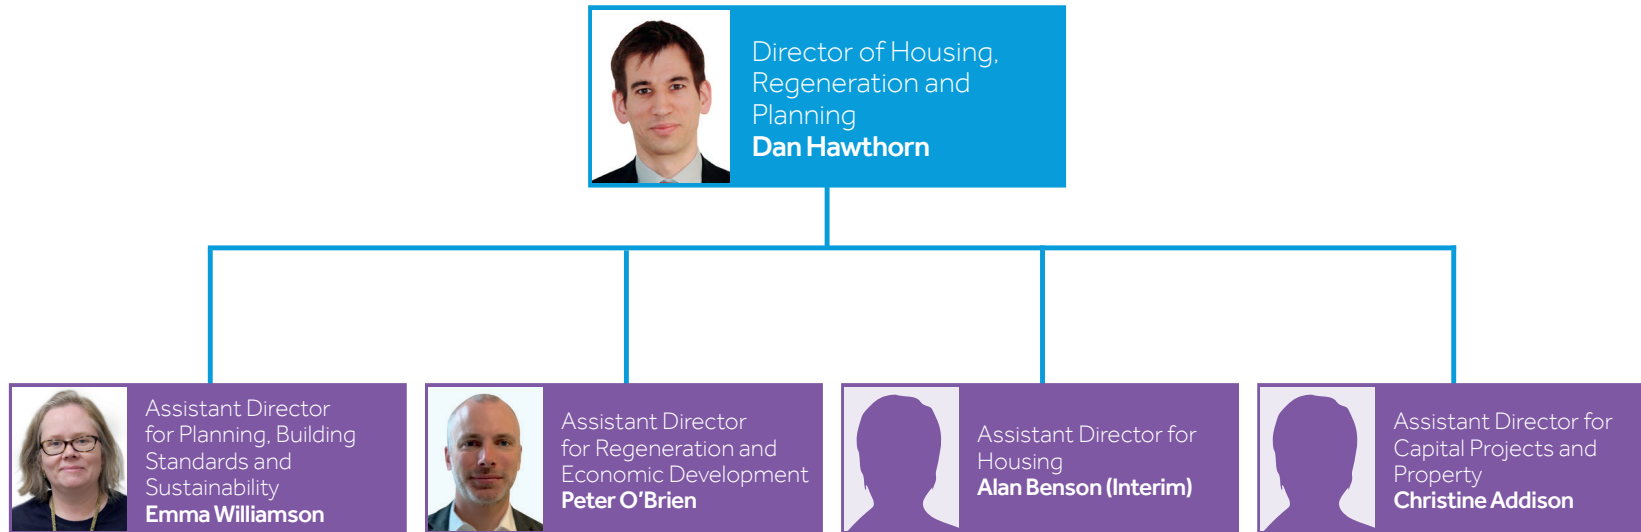 Director of Housing,
Regeneration and
Planning
Dan Hawthorn
Assistant Director
for Planning, Building
Standards and
Sustainability
Emma Williamson
Assistant Director
for Regeneration and
Economic Development
Peter O'Brien
Assistant Director for
Housing
Alan Benson (Interim)
Assistant Director for
Capital Projects and
Property
Christine Addison